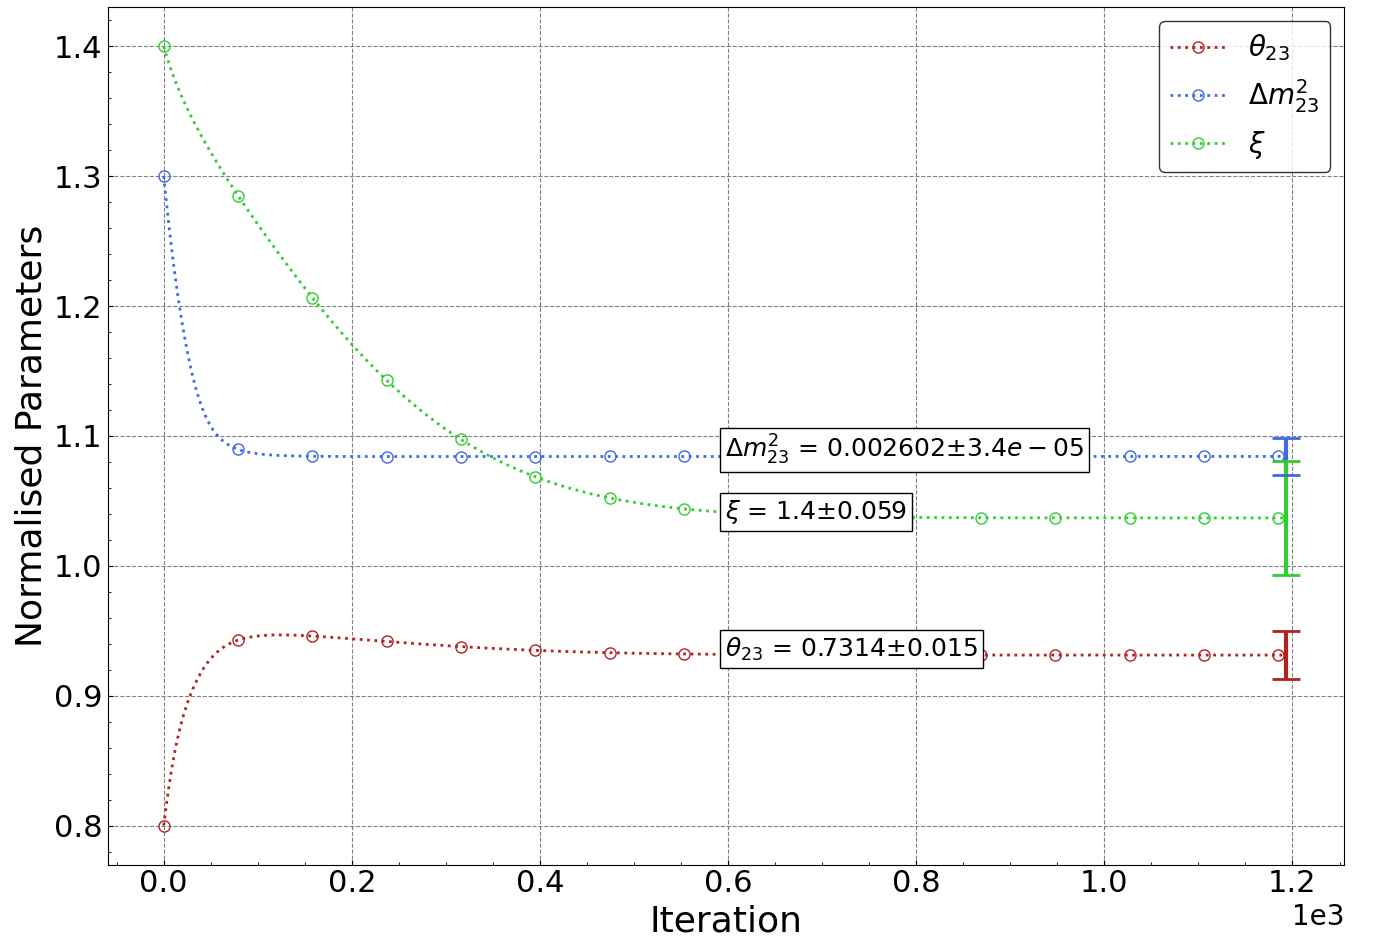 1.4
1.3
1.2
1.1
1.0
0.9
0.8
Normalised Parameters
θ₂₃
Δm²₂₃
ξ
Δm²₂₃ = 0.002602±3.4e − 05
ξ = 1.4±0.059
θ₂₃ = 0.7314±0.015
0.0 0.2 0.4 0.6 0.8 1.0 1.2
1e3
Iteration